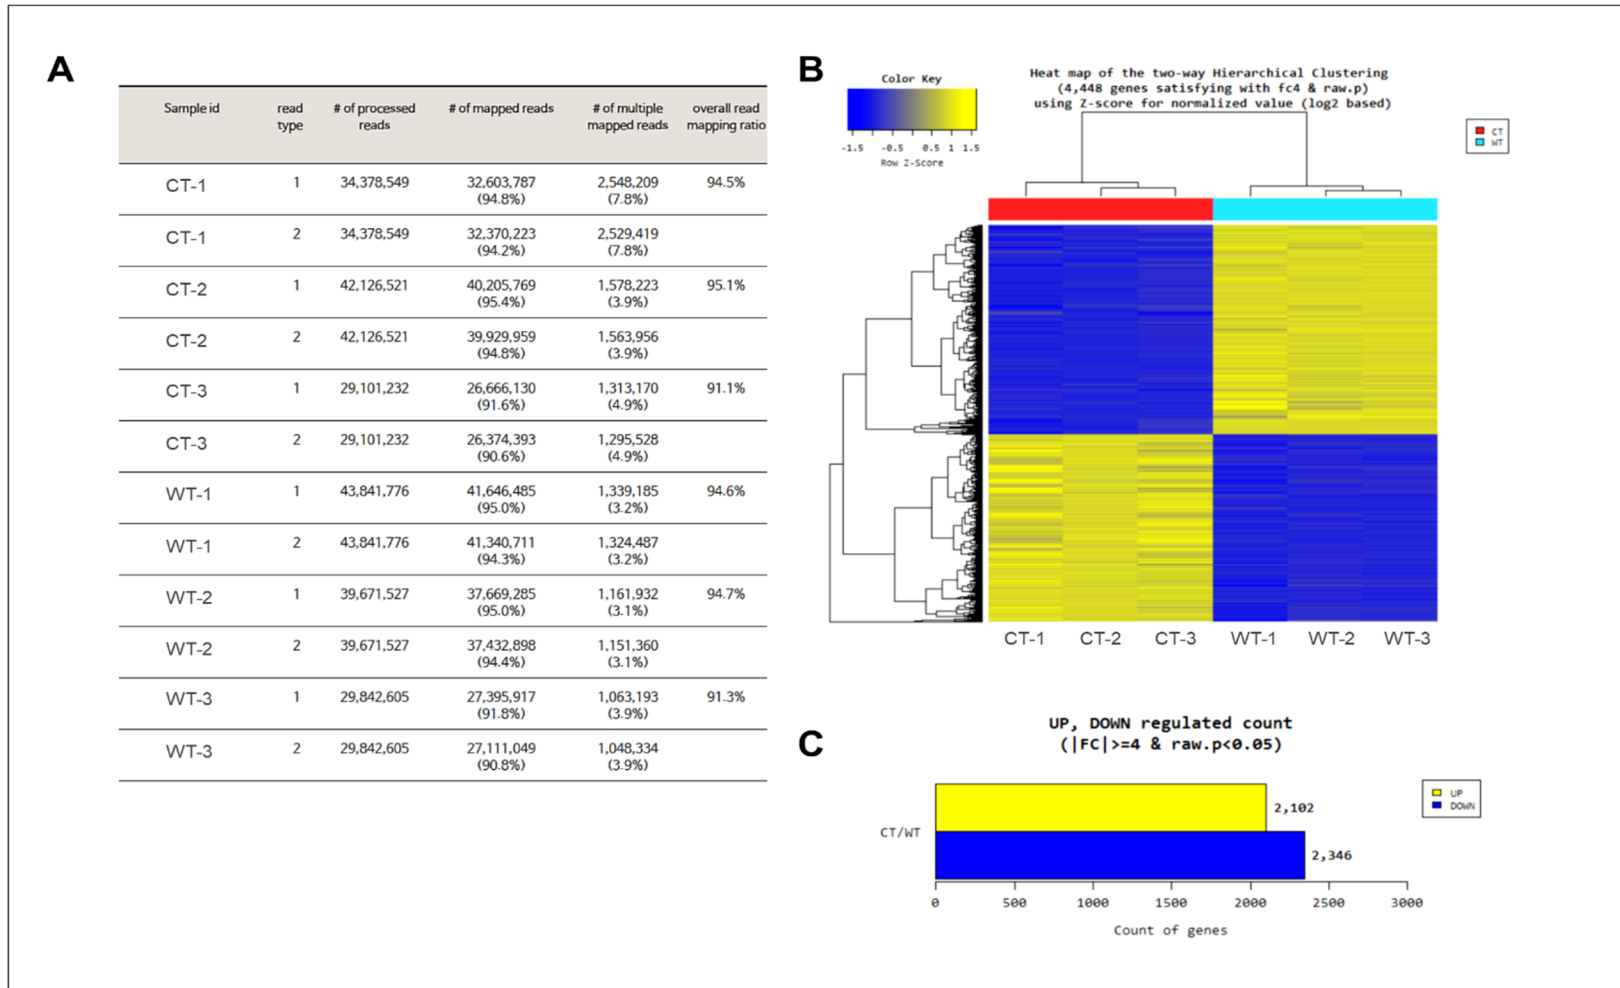 A
Sample id read type # of processed reads # of mapped reads # of multiple mapped reads overall read mapping ratio
CT-1 1 34,378,549 32,603,787 (94.8%) 2,548,209 (7.8%) 94.5%
CT-1 2 34,378,549 32,370,223 (94.2%) 2,529,419 (7.8%)
CT-2 1 42,126,521 40,205,769 (95.4%) 1,578,223 (3.9%) 95.1%
CT-2 2 42,126,521 39,929,959 (94.8%) 1,563,956 (3.9%)
CT-3 1 29,101,232 26,666,130 (91.6%) 1,313,170 (4.9%) 91.1%
CT-3 2 29,101,232 26,374,393 (90.6%) 1,295,528 (4.9%)
WT-1 1 43,841,776 41,646,485 (95.0%) 1,339,185 (3.2%) 94.6%
WT-1 2 43,841,776 41,340,711 (94.3%) 1,324,487 (3.2%)
WT-2 1 39,671,527 37,669,285 (95.0%) 1,161,932 (3.1%) 94.7%
WT-2 2 39,671,527 37,432,898 (94.4%) 1,151,360 (3.1%)
WT-3 1 29,842,605 27,395,917 (91.8%) 1,063,193 (3.9%) 91.3%
WT-3 2 29,842,605 27,111,049 (90.8%) 1,048,334 (3.9%)
B
Color Key
-1.5 -0.5 0.5 1 1.5
Row Z-Score
Heat map of the two-way Hierarchical Clustering
(4,448 genes satisfying with fc4 & raw.p)
using Z-score for normalized value (log2 based)
CT
WT
CT-1 CT-2 CT-3 WT-1 WT-2 WT-3
C
UP, DOWN regulated count
(|FC|>=4 & raw.p<0.05)
UP
DOWN
CT/WT
2,102
2,346
0 500 1000 1500 2000 2500 3000
Count of genes